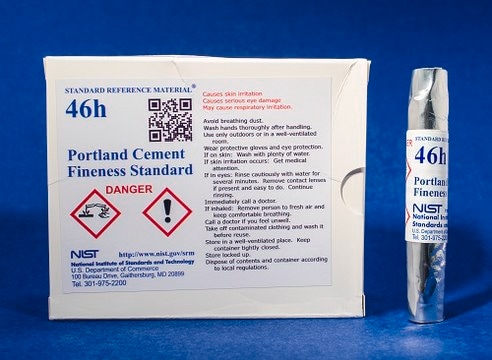 STANDARD REFERENCE MATERIAL®
46h
Portland Cement
Fineness Standard
DANGER
NIST http://www.nist.gov/srm
National Institute of Standards and Technology
U.S. Department of Commerce
100 Bureau Drive, Gaithersburg, MD 20899
Tel. 301-975-2200
Causes skin irritation
Causes serious eye damage
May cause respiratory irritation.
Avoid breathing dust.
Wash hands thoroughly after handling.
Use only outdoors or in a well-ventilated
room.
Wear protective gloves and eye protection.
If on skin: Wash with plenty of water.
If skin irritation occurs: Get medical
attention.
If in eyes: Rinse cautiously with water for
several minutes. Remove contact lenses
if present and easy to do. Continue
rinsing.
Immediately call a doctor.
If inhaled: Remove person to fresh air and
keep comfortable breathing.
Call a doctor if you feel unwell.
Take off contaminated clothing and wash it
before reuse.
Store in a well-ventilated place. Keep
container tightly closed.
Store locked up.
Dispose of contents and container according
to local regulations.
STANDARD REFE
46h
Portland
Fineness
NIST
National Institute
Standards and
U.S. Department of
Tel. 301-975-2200